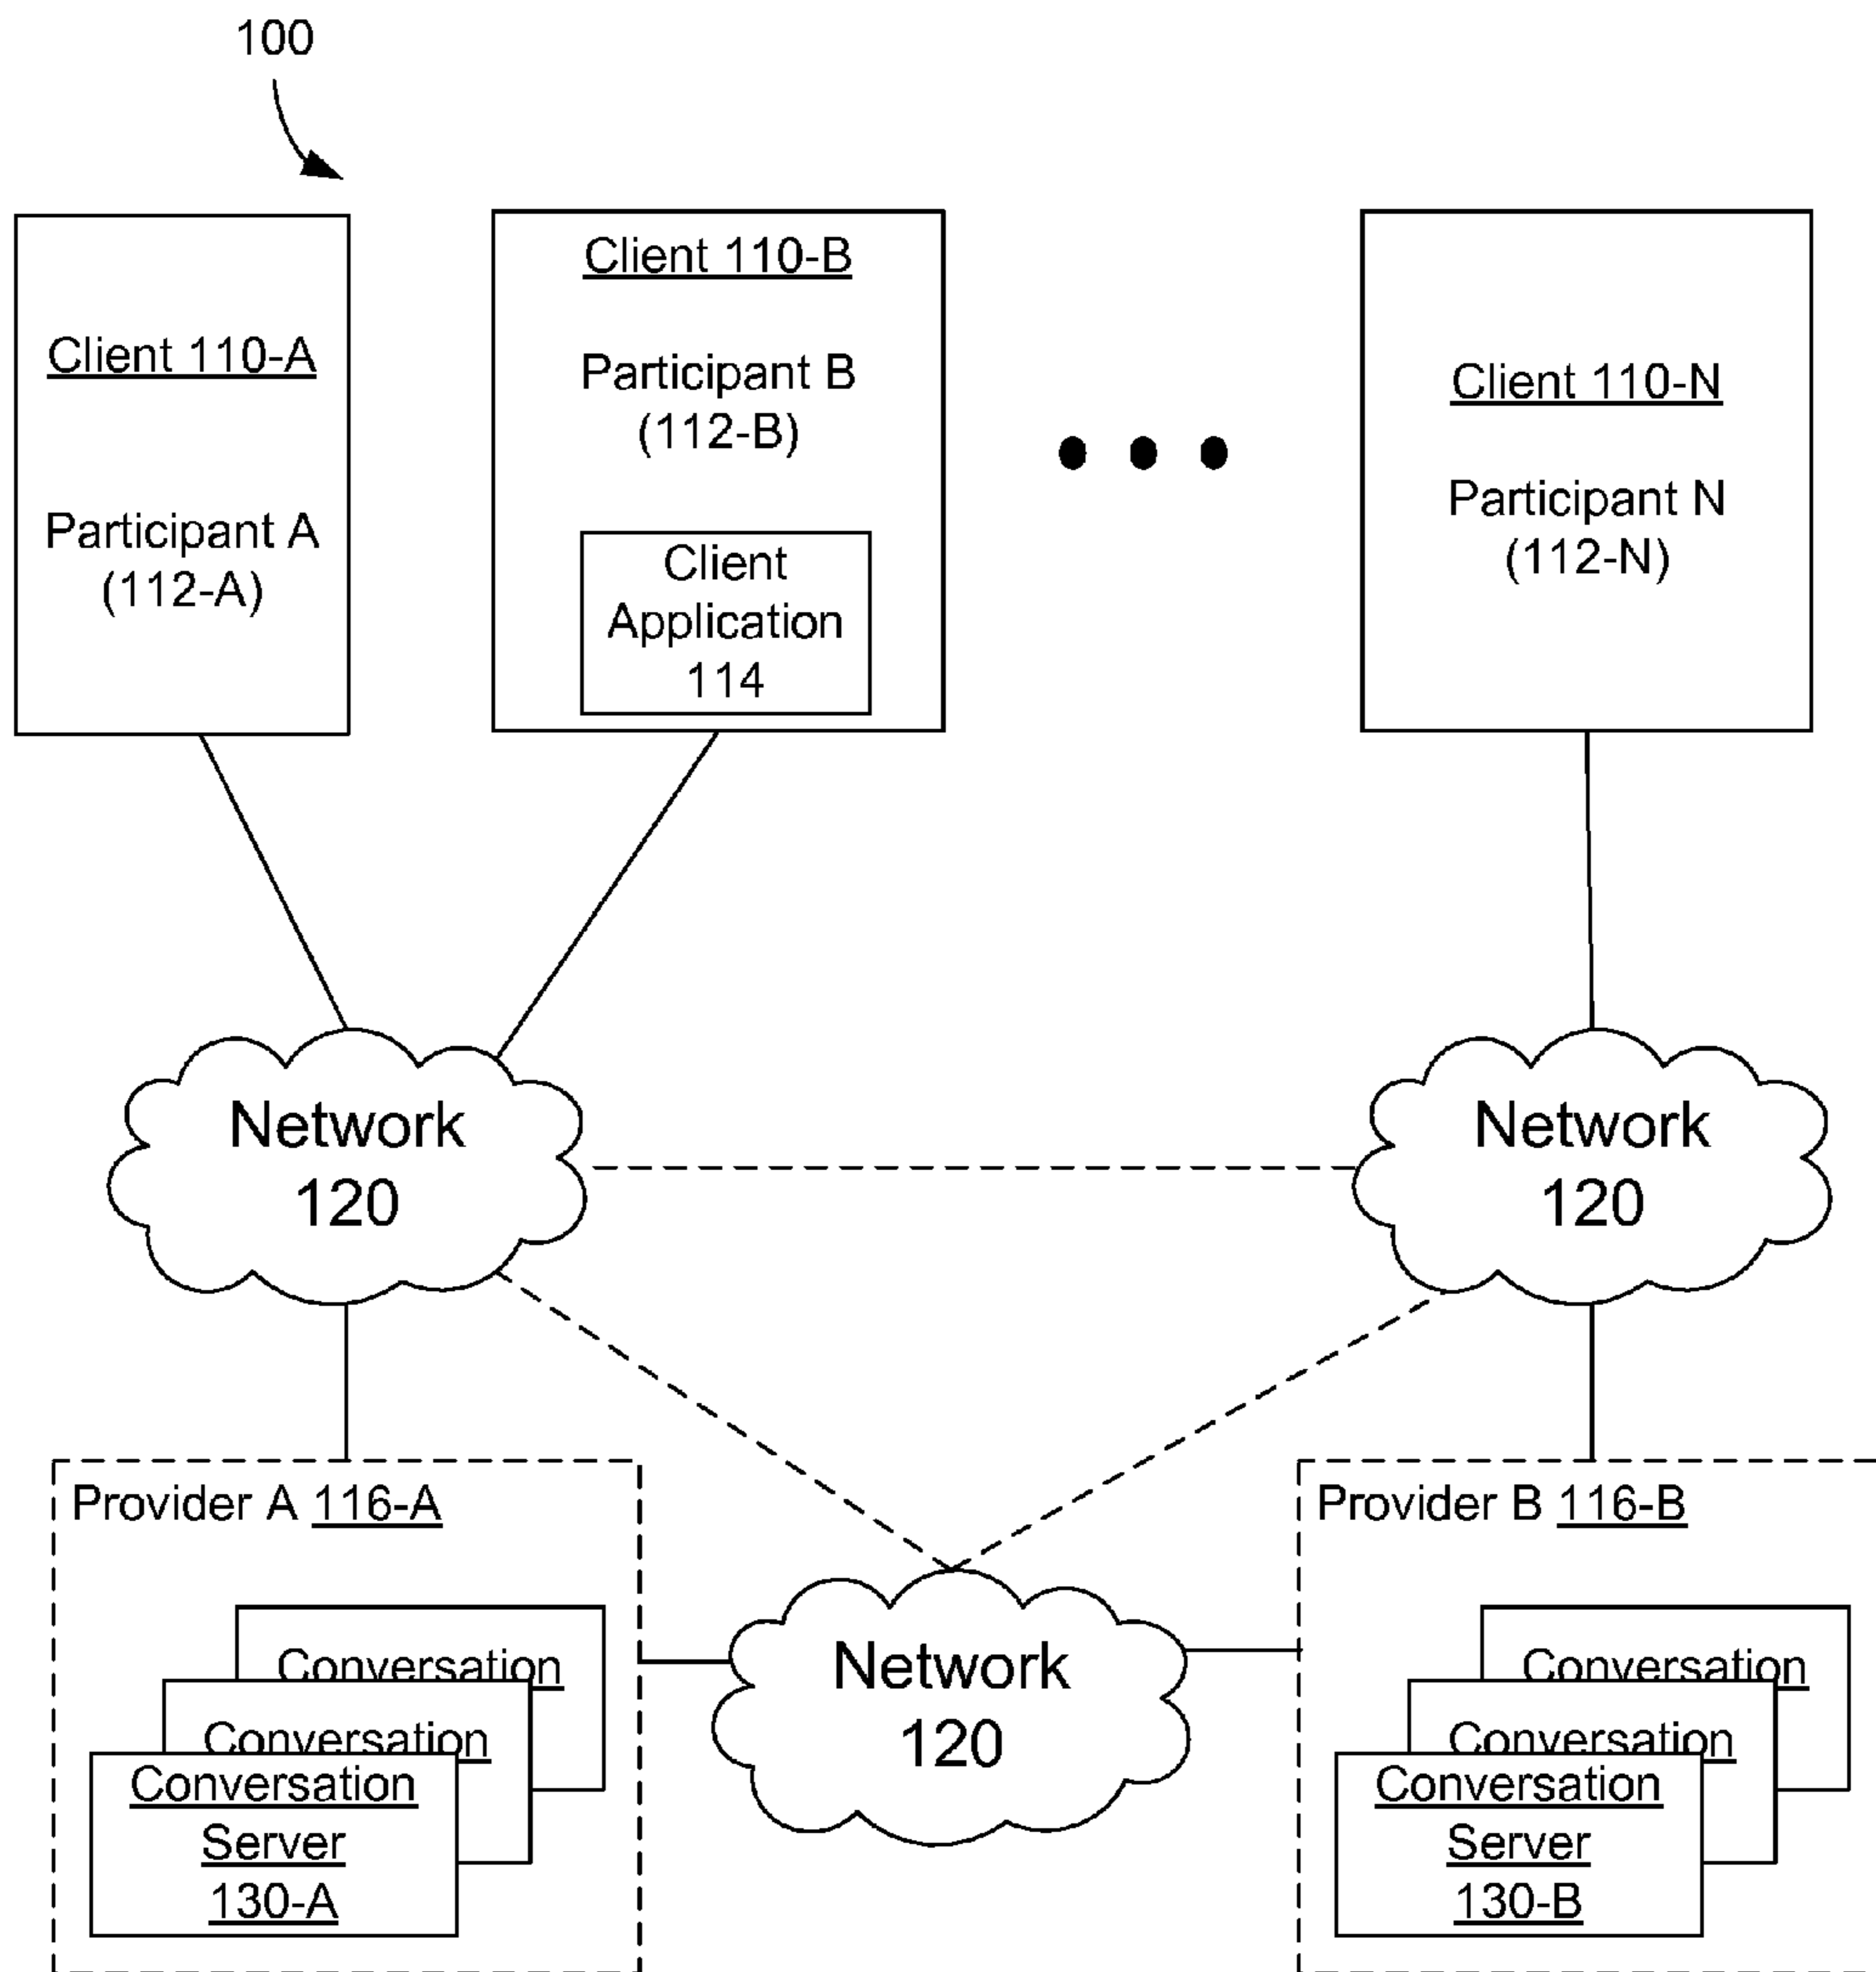 100
Client 110-A
Participant A
(112-A)
Client 110-B
Participant B
(112-B)
Client
Application
114
Client 110-N
Participant N
(112-N)
Network
120
Network
120
Provider A 116-A
Conversation
Conversation
Conversation
Server
130-A
Network
120
Provider B 116-B
Conversation
Conversation
Conversation
Server
130-B